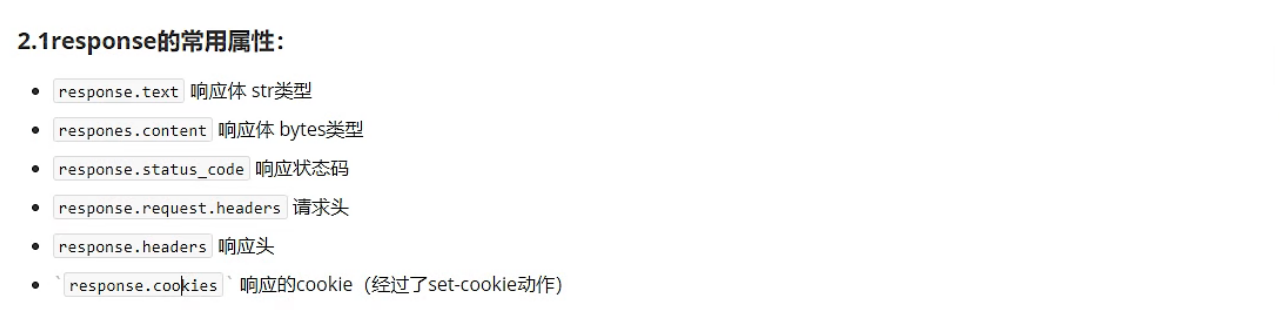 2.1response的常用属性：
response.text 响应体 str类型
respones.content 响应体 bytes类型
response.status_code 响应状态码
response.request.headers 请求头
response.headers 响应头
`response.cookies` 响应的cookie（经过了set-cookie动作）